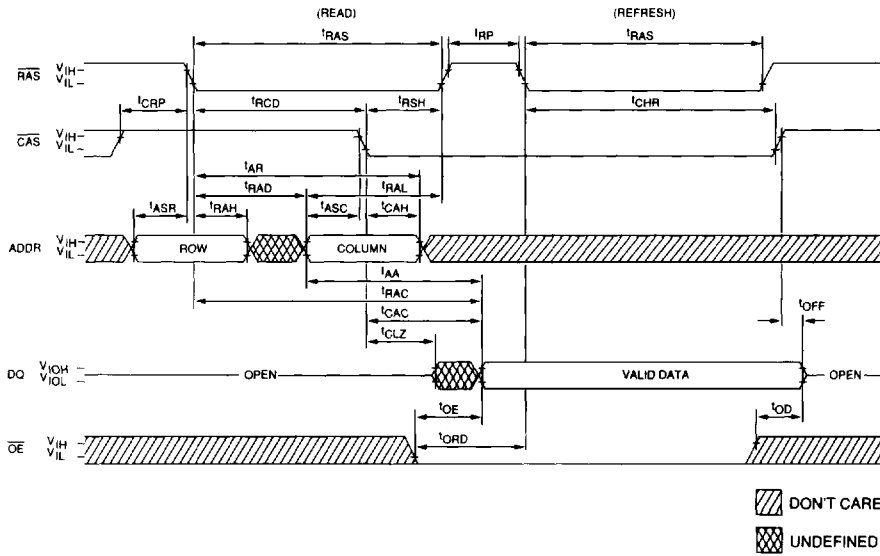 (READ) (REFRESH)
tRAS tRP tRAS
RAS VIH VIL
tCRP tRCD tRSH tCHR
CAS VIH VIL
tAR
tRAD tRAL
tASR tRAH tASC tCAH
ADDR VIH VIL ROW COLUMN
tAA
tRAC
tCAC tOFF
tCLZ
DQ VIOH VIOL OPEN VALID DATA OPEN
tOE tOD
OE VIH VIL tORD
DON'T CARE
UNDEFINED